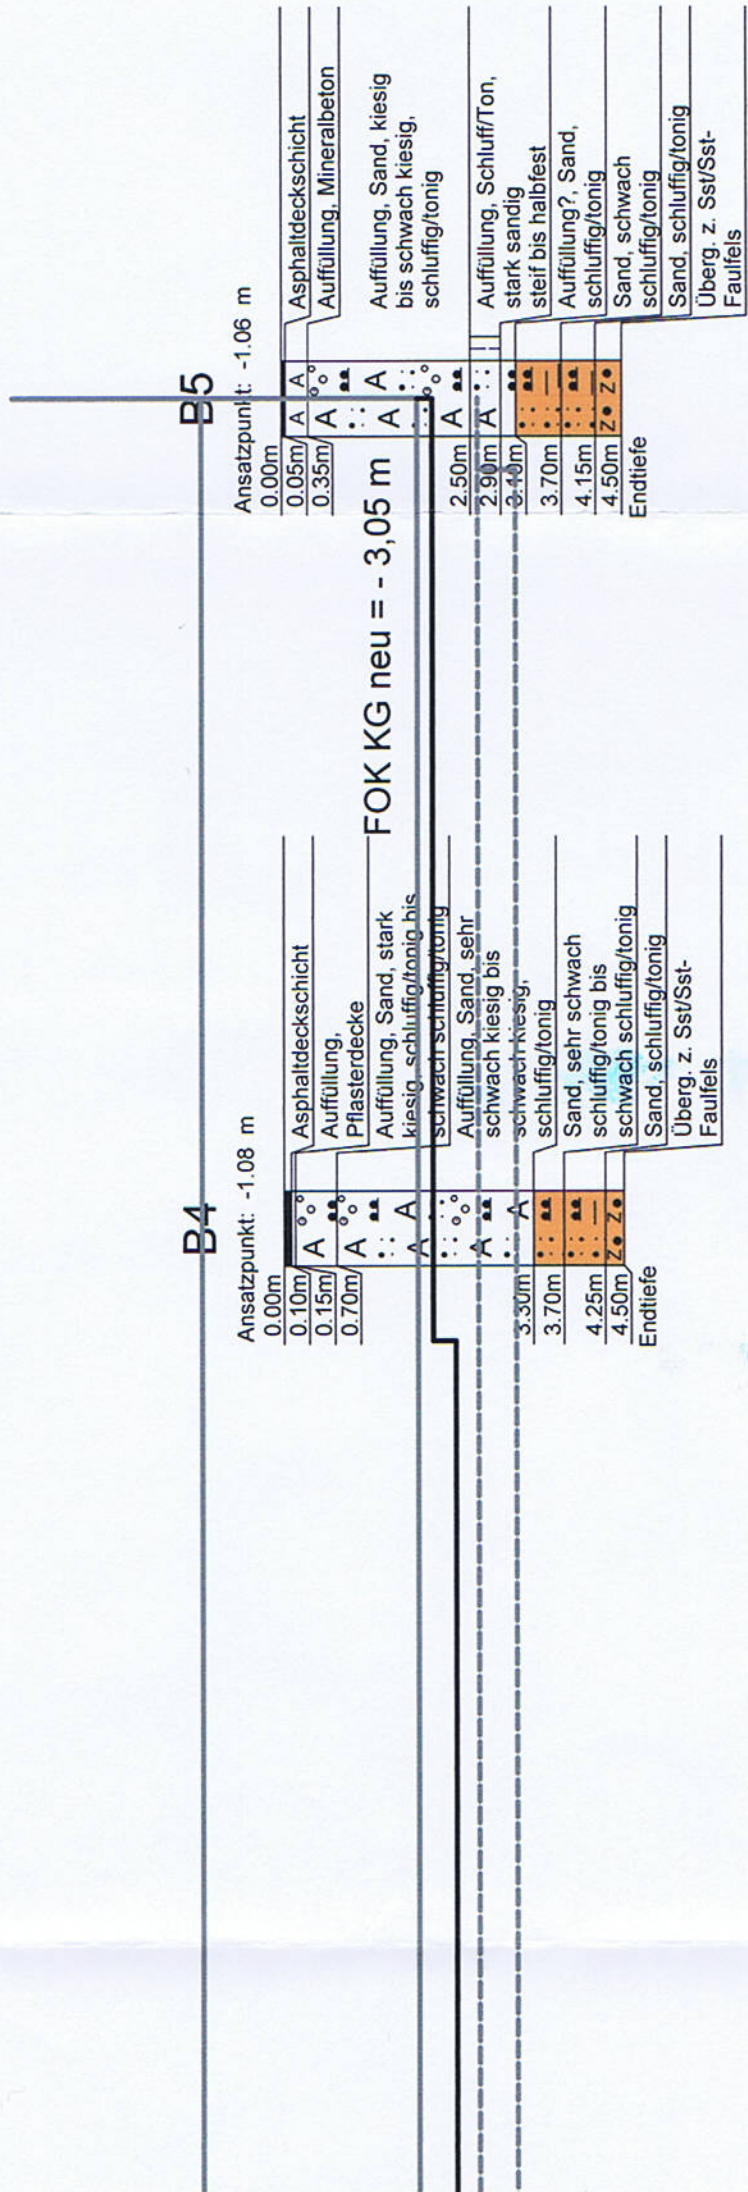 B4
Ansatzpunkt: -1.08 m
0.00m
0.10m
0.15m
0.70m
3.30m
3.70m
4.25m
4.50m
Endtiefe
A
A
A
A
A
A
Z Z
Asphaltdeckschicht
Auffüllung,
Pflasterdecke
Auffüllung, Sand, stark
kiesig, schluffig/tonig bis
schwach schluffig/tonig
Auffüllung, Sand, sehr
schwach kiesig bis
schwach kiesig,
schluffig/tonig
Sand, sehr schwach
schluffig/tonig bis
schwach schluffig/tonig
Sand, schluffig/tonig
Überg. z. Sst/Sst-
Faulfels
FOK KG neu = - 3,05 m
B5
Ansatzpunkt: -1.06 m
0.00m
0.05m
0.35m
2.50m
2.90m
3.10m
3.70m
4.15m
4.50m
Endtiefe
A A
A
A A
A
A
Z Z
Asphaltdeckschicht
Auffüllung, Mineralbeton
Auffüllung, Sand, kiesig
bis schwach kiesig,
schluffig/tonig
Auffüllung, Schluff/Ton,
stark sandig
steif bis halbfest
Auffüllung?, Sand,
schluffig/tonig
Sand, schwach
schluffig/tonig
Sand, schluffig/tonig
Überg. z. Sst/Sst-
Faulfels